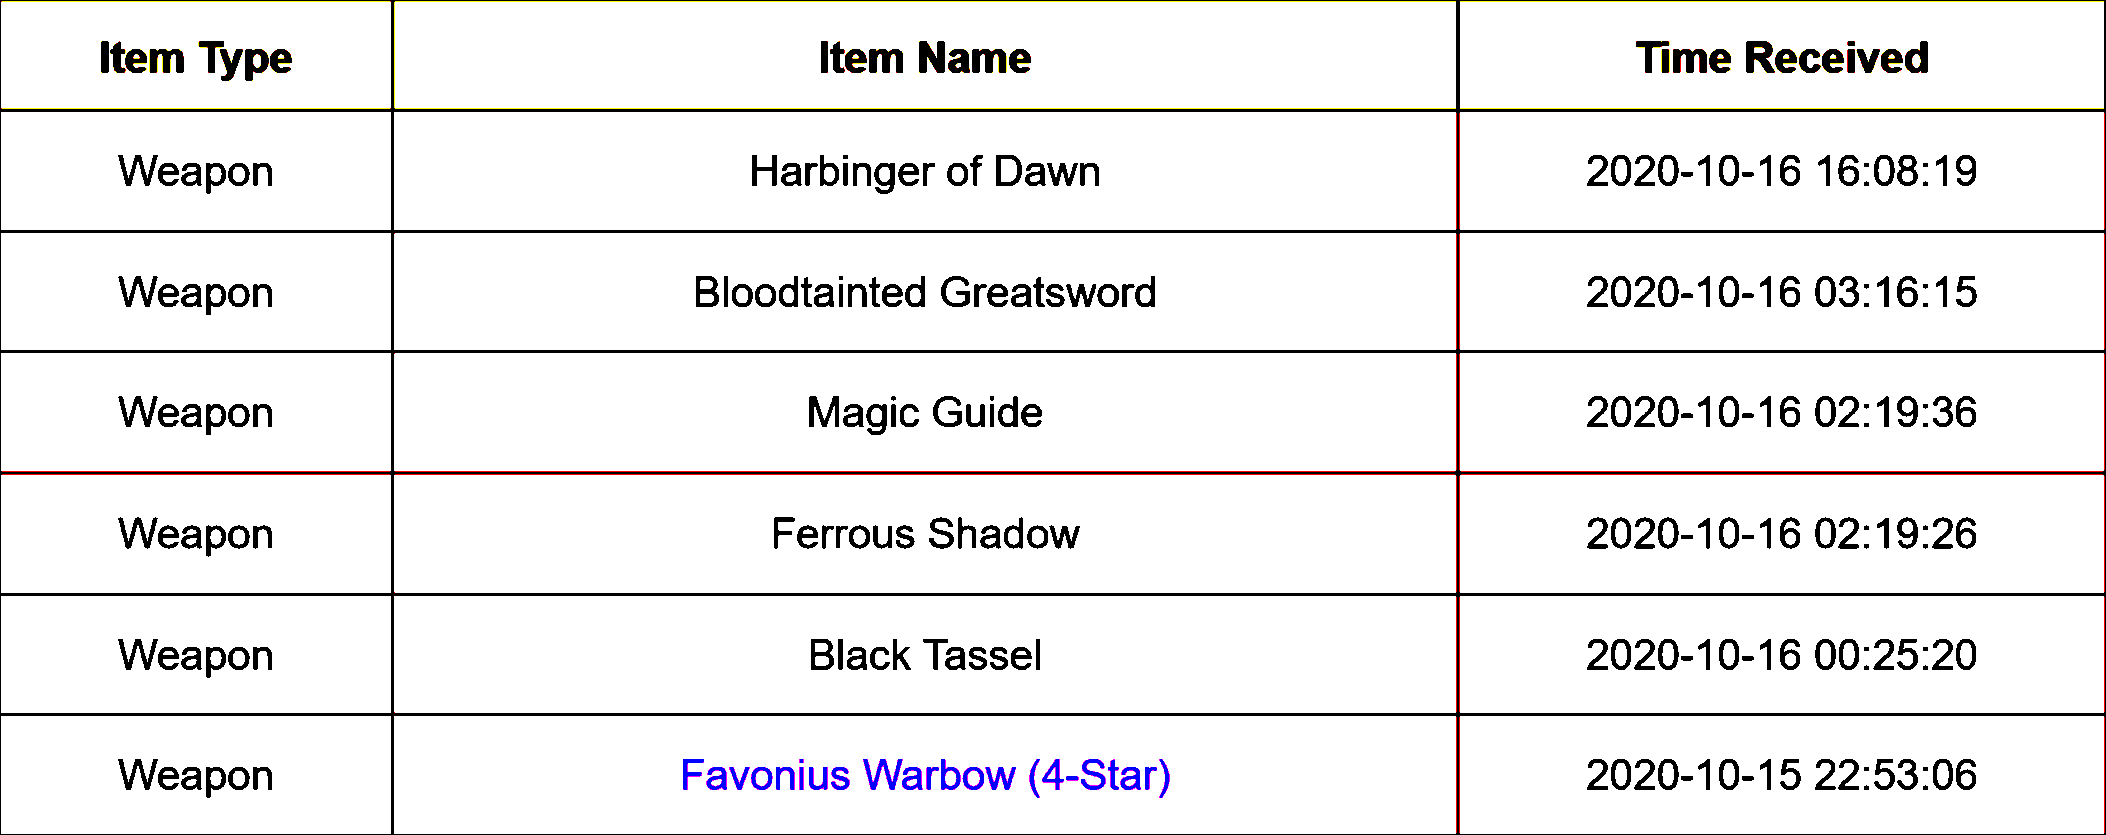 Item Type Item Name Time Received
Weapon Harbinger of Dawn 2020-10-16 16:08:19
Weapon Bloodtainted Greatsword 2020-10-16 03:16:15
Weapon Magic Guide 2020-10-16 02:19:36
Weapon Ferrous Shadow 2020-10-16 02:19:26
Weapon Black Tassel 2020-10-16 00:25:20
Weapon Favonius Warbow (4-Star) 2020-10-15 22:53:06